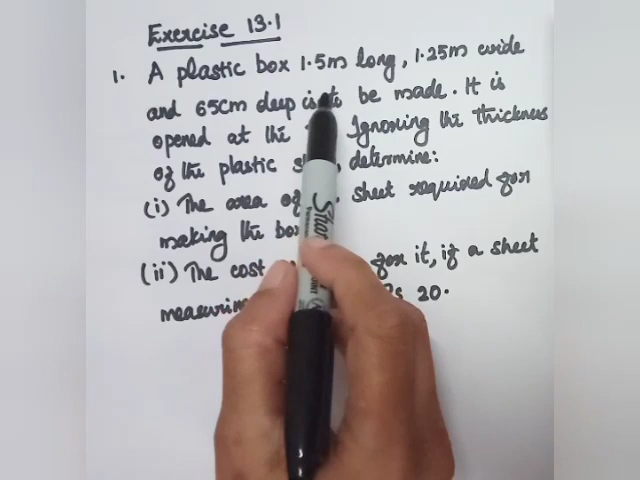 Exercise 13.1
1. A plastic box 1.5m long, 1.25m wide
and 65cm deep is to be made. It is
opened at the Ignoring the thickness
of the plastic determine:
(i) The area of sheet required for
making the box
(ii) The cost for it, if a sheet
20.
Shar